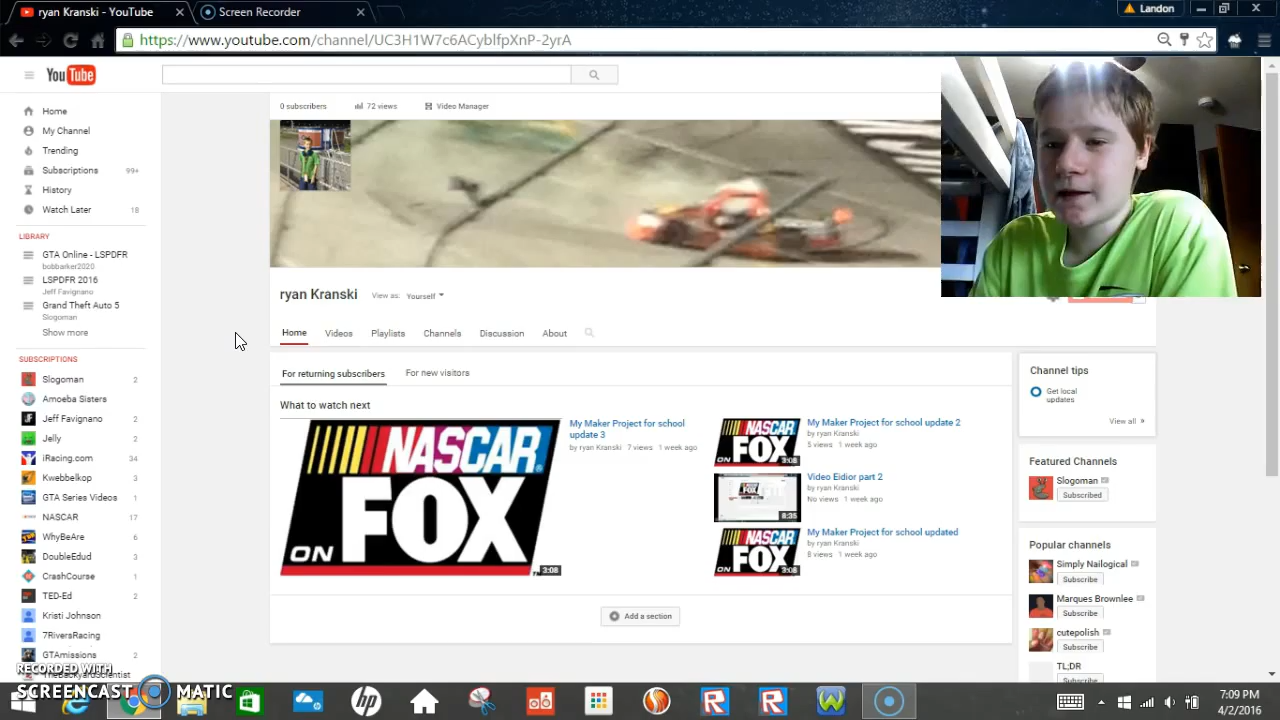 ryan Kranski - YouTube
Screen Recorder
Landon
https://www.youtube.com/channel/UC3H1W7c6ACyblfpXnP-2yrA
YouTube
0 subscribers
72 views
Video Manager
Home
My Channel
Trending
Subscriptions 99+
History
Watch Later 18
LIBRARY
GTA Online - LSPDFR
bobbarker2020
LSPDFR 2016
Jeff Favignano
Grand Theft Auto 5
Slogoman
Show more
SUBSCRIPTIONS
Slogoman 2
Amoeba Sisters
Jeff Favignano 2
Jelly 2
iRacing.com 34
Kwebbelkop 3
GTA Series Videos 1
NASCAR 17
WhyBeAre 6
DoubleEdud 3
CrashCourse 1
TED-Ed 2
Kristi Johnson
7RiversRacing
GTAmissions 2
TheBackyardScientist
ryan Kranski
View as: Yourself
Home Videos Playlists Channels Discussion About
For returning subscribers For new visitors
What to watch next
NASCAR
ON FOX
3:08
My Maker Project for school
update 3
by ryan Kranski 7 views 1 week ago
NASCAR
ON FOX
3:08
My Maker Project for school update 2
by ryan Kranski
5 views 1 week ago
8:35
Video Eidior part 2
by ryan Kranski
No views 1 week ago
NASCAR
ON FOX
3:08
My Maker Project for school updated
by ryan Kranski
8 views 1 week ago
Add a section
Channel tips
Get local
updates
View all »
Featured Channels
Slogoman
Subscribed
Popular channels
Simply Nailogical
Subscribe
Marques Brownlee
Subscribe
cutepolish
Subscribe
TL;DR
Subscribe
RECORDED WITH
SCREENCAST MATIC
7:09 PM
4/2/2016